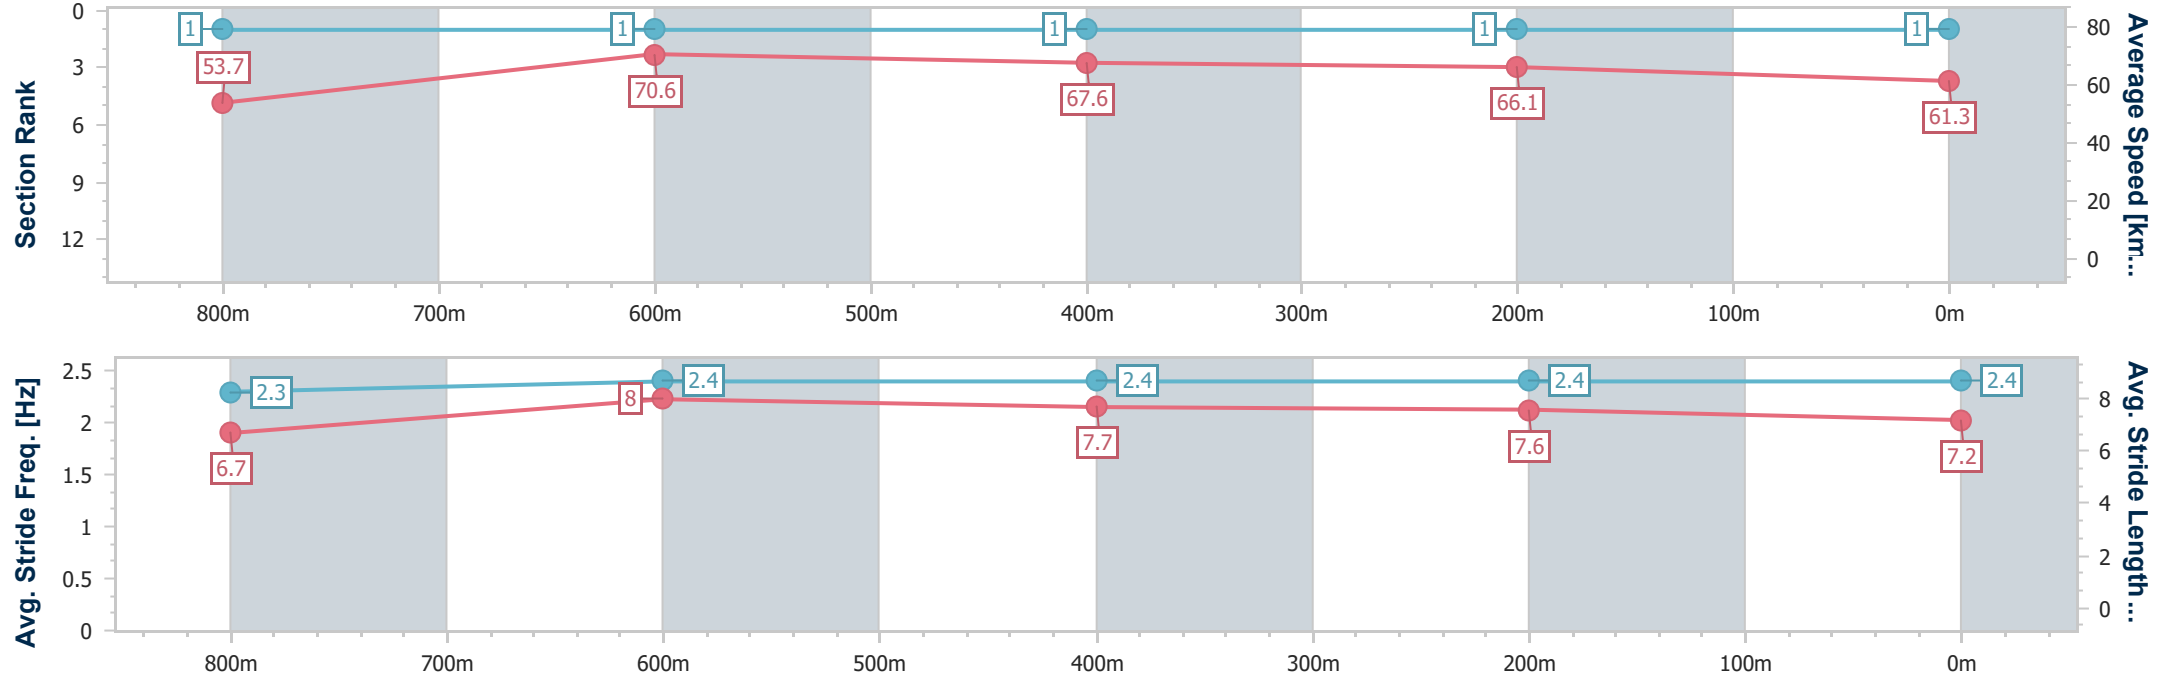 0
3
6
9
12
Section Rank
1
1
1
1
1
53.7
70.6
67.6
66.1
61.3
80
60
40
20
0
Average Speed [km...
800m
700m
600m
500m
400m
300m
200m
100m
0m
2.5
2
1.5
1
0.5
0
Avg. Stride Freq. [Hz]
2.3
2.4
2.4
2.4
2.4
6.7
8
7.7
7.6
7.2
8
6
4
2
0
Avg. Stride Length ...
800m
700m
600m
500m
400m
300m
200m
100m
0m